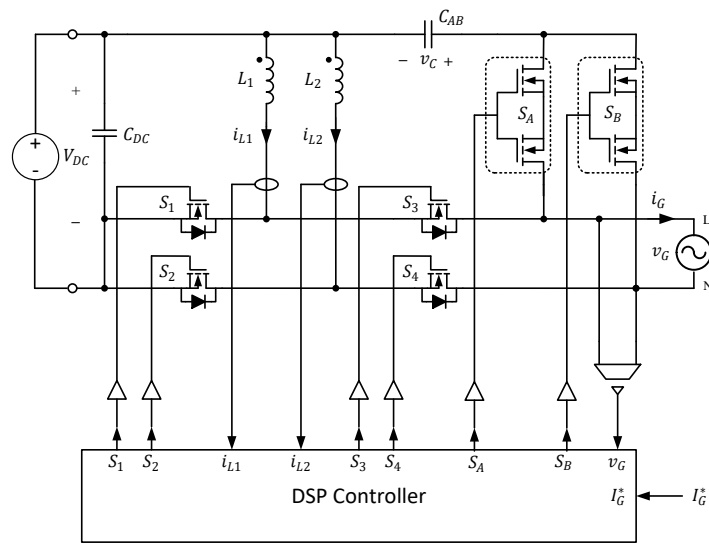 C_AB
− v_C +
L_1
L_2
S_A
S_B
+
C_DC
i_L1
i_L2
+
-
V_DC
−
S_1
S_3
i_G
L
v_G
S_2
S_4
N
S_1 S_2 i_L1 i_L2 S_3 S_4 S_A S_B v_G
DSP Controller
I_G^* I_G^*